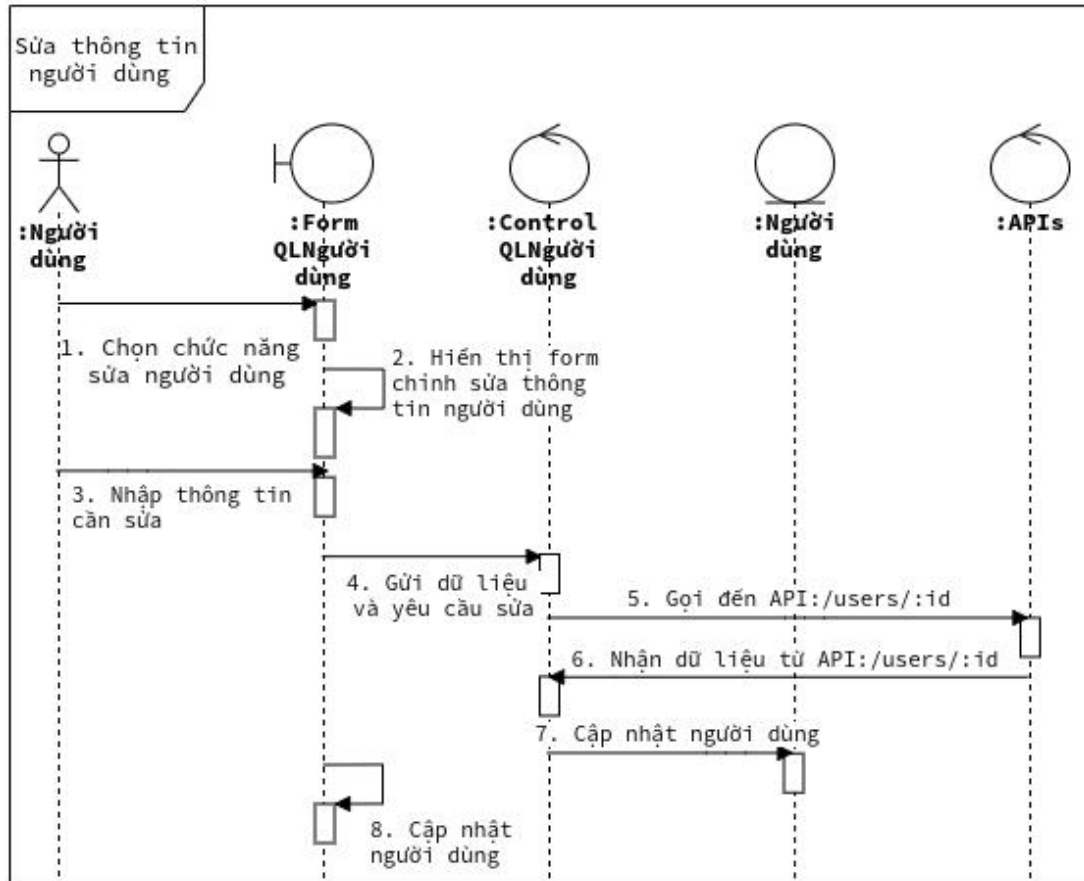 Sửa thông tin
người dùng
:Người
dùng
:Form
QLNgười
dùng
:Control
QLNgười
dùng
:Người
dùng
:APIs
1. Chọn chức năng
sửa người dùng
2. Hiển thị form
chỉnh sửa thông
tin người dùng
3. Nhập thông tin
cần sửa
4. Gửi dữ liệu
và yêu cầu sửa
5. Gọi đến API:/users/:id
6. Nhận dữ liệu từ API:/users/:id
7. Cập nhật người dùng
8. Cập nhật
người dùng